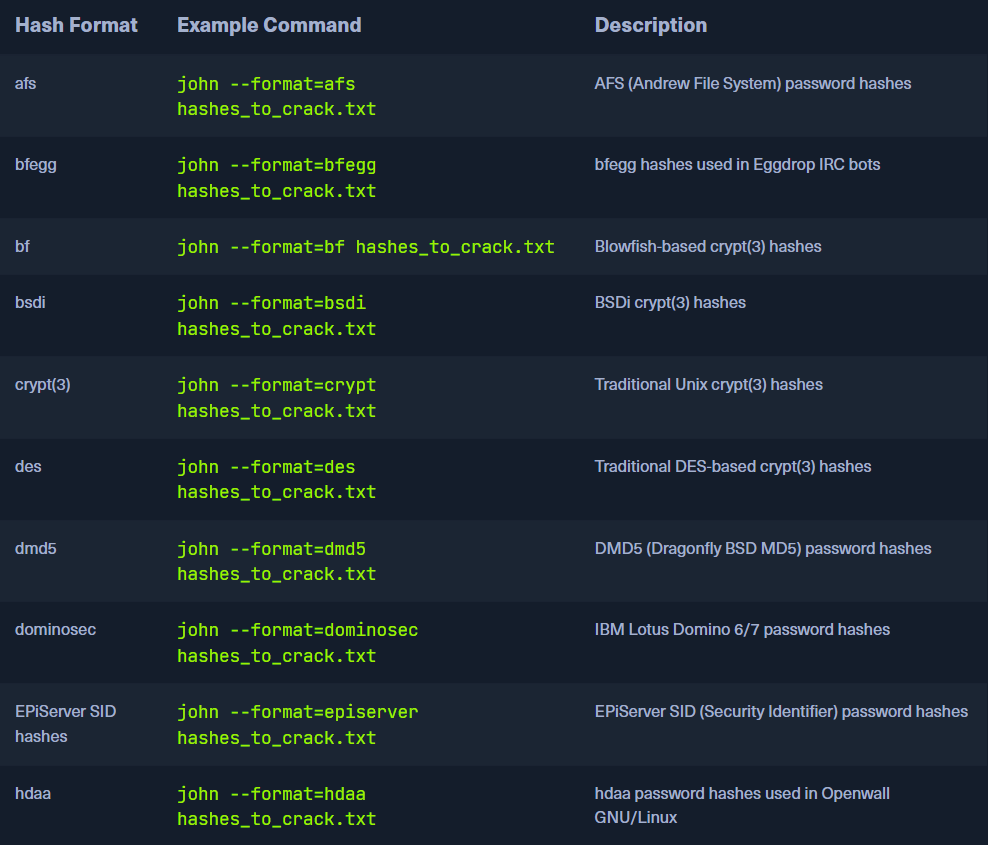 Hash Format Example Command Description
afs john --format=afs AFS (Andrew File System) password hashes
hashes_to_crack.txt
bfegg john --format=bfegg bfegg hashes used in Eggdrop IRC bots
hashes_to_crack.txt
bf john --format=bf hashes_to_crack.txt Blowfish-based crypt(3) hashes
bsdi john --format=bsdi BSDi crypt(3) hashes
hashes_to_crack.txt
crypt(3) john --format=crypt Traditional Unix crypt(3) hashes
hashes_to_crack.txt
des john --format=des Traditional DES-based crypt(3) hashes
hashes_to_crack.txt
dmd5 john --format=dmd5 DMD5 (Dragonfly BSD MD5) password hashes
hashes_to_crack.txt
dominosec john --format=dominosec IBM Lotus Domino 6/7 password hashes
hashes_to_crack.txt
EPiServer SID john --format=episerver EPiServer SID (Security Identifier) password hashes
hashes hashes_to_crack.txt
hdaa john --format=hdaa hdaa password hashes used in Openwall
hashes_to_crack.txt GNU/Linux